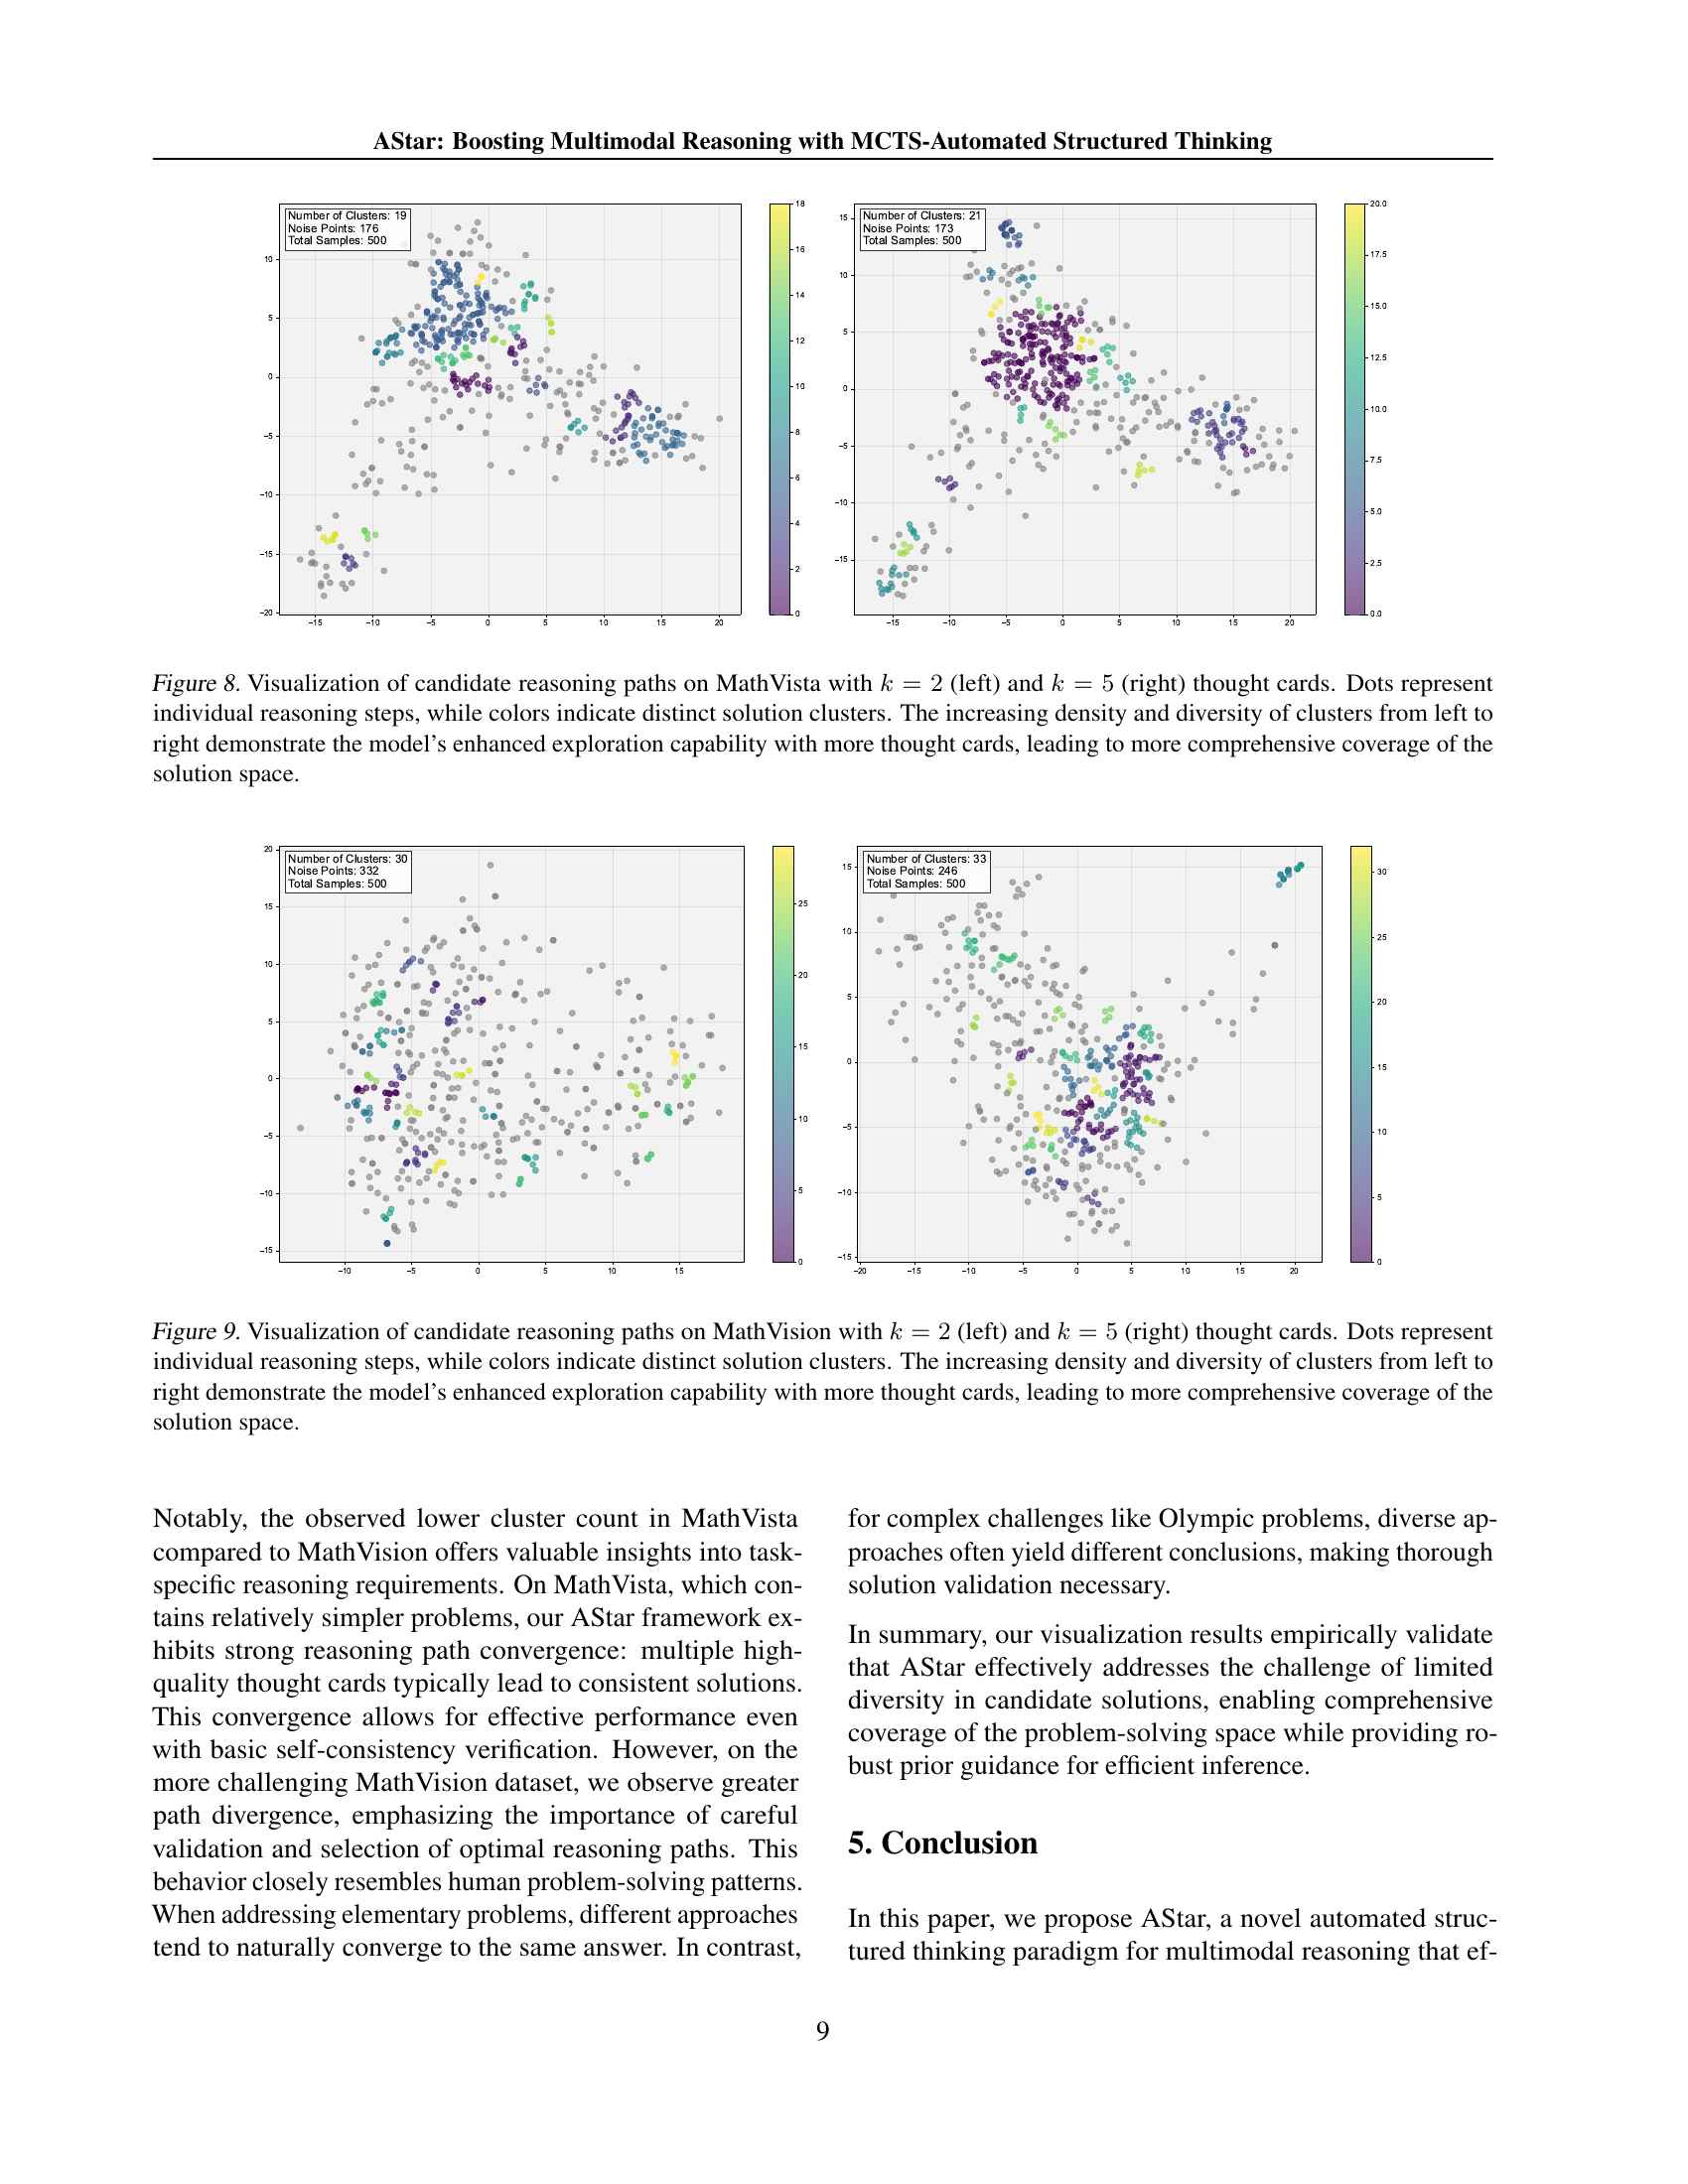 AStar: Boosting Multimodal Reasoning with MCTS-Automated Structured Thinking
Number of Clusters: 19
Noise Points: 176
Total Samples: 500
10
5
0
−5
−10
−15
−20
−15
−10
−5
0
5
10
15
20
18
16
14
12
10
8
6
4
2
0
Number of Clusters: 21
Noise Points: 173
Total Samples: 500
15
10
5
0
−5
−10
−15
−15
−10
−5
0
5
10
15
20
20.0
17.5
15.0
12.5
10.0
7.5
5.0
2.5
0.0
Figure 8. Visualization of candidate reasoning paths on MathVista with k = 2 (left) and k = 5 (right) thought cards. Dots represent
individual reasoning steps, while colors indicate distinct solution clusters. The increasing density and diversity of clusters from left to
right demonstrate the model's enhanced exploration capability with more thought cards, leading to more comprehensive coverage of the
solution space.
Number of Clusters: 30
Noise Points: 332
Total Samples: 500
20
15
10
5
0
−5
−10
−15
−10
−5
0
5
10
15
25
20
15
10
5
0
Number of Clusters: 33
Noise Points: 246
Total Samples: 500
15
10
5
0
−5
−10
−15
−20
−15
−10
−5
0
5
10
15
20
30
25
20
15
10
5
0
Figure 9. Visualization of candidate reasoning paths on MathVision with k = 2 (left) and k = 5 (right) thought cards. Dots represent
individual reasoning steps, while colors indicate distinct solution clusters. The increasing density and diversity of clusters from left to
right demonstrate the model's enhanced exploration capability with more thought cards, leading to more comprehensive coverage of the
solution space.
Notably, the observed lower cluster count in MathVista
compared to MathVision offers valuable insights into task-
specific reasoning requirements. On MathVista, which con-
tains relatively simpler problems, our AStar framework ex-
hibits strong reasoning path convergence: multiple high-
quality thought cards typically lead to consistent solutions.
This convergence allows for effective performance even
with basic self-consistency verification. However, on the
more challenging MathVision dataset, we observe greater
path divergence, emphasizing the importance of careful
validation and selection of optimal reasoning paths. This
behavior closely resembles human problem-solving patterns.
When addressing elementary problems, different approaches
tend to naturally converge to the same answer. In contrast,
for complex challenges like Olympic problems, diverse ap-
proaches often yield different conclusions, making thorough
solution validation necessary.
In summary, our visualization results empirically validate
that AStar effectively addresses the challenge of limited
diversity in candidate solutions, enabling comprehensive
coverage of the problem-solving space while providing ro-
bust prior guidance for efficient inference.
5. Conclusion
In this paper, we propose AStar, a novel automated struc-
tured thinking paradigm for multimodal reasoning that ef-
9